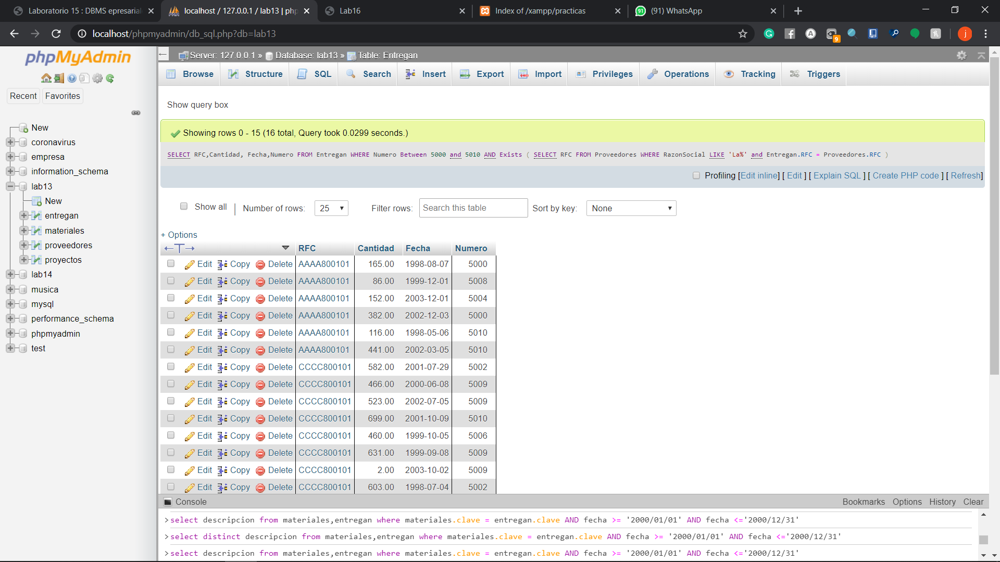 Laboratorio 15 : DBMS epresarial
localhost / 127.0.0.1 / lab13 | php
Lab16
Index of /xampp/practicas
(91) WhatsApp
localhost/phpmyadmin/db_sql.php?db=lab13
9
j
phpMyAdmin
Recent
Favorites
New
coronavirus
empresa
information_schema
lab13
New
entregan
materiales
proveedores
proyectos
lab14
musica
mysql
performance_schema
phpmyadmin
test
Server: 127.0.0.1 » Database: lab13 » Table: Entregan
Browse Structure SQL Search Insert Export Import Privileges Operations Tracking Triggers
Show query box
Showing rows 0 - 15 (16 total, Query took 0.0299 seconds.)
SELECT RFC,Cantidad, Fecha,Numero FROM Entregan WHERE Numero Between 5000 and 5010 AND Exists ( SELECT RFC FROM Proveedores WHERE RazonSocial LIKE 'La%' and Entregan.RFC = Proveedores.RFC )
Profiling [Edit inline] [ Edit ] [ Explain SQL ] [ Create PHP code ] [ Refresh]
Show all | Number of rows: 25 Filter rows: Search this table Sort by key: None
+ Options
←T→ RFC Cantidad Fecha Numero
Edit Copy Delete AAAA800101 165.00 1998-08-07 5000
Edit Copy Delete AAAA800101 86.00 1999-12-01 5008
Edit Copy Delete AAAA800101 152.00 2003-12-01 5004
Edit Copy Delete AAAA800101 382.00 2002-12-03 5000
Edit Copy Delete AAAA800101 116.00 1998-05-06 5010
Edit Copy Delete AAAA800101 441.00 2002-03-05 5010
Edit Copy Delete CCCC800101 582.00 2001-07-29 5002
Edit Copy Delete CCCC800101 466.00 2000-06-08 5009
Edit Copy Delete CCCC800101 523.00 2002-07-05 5009
Edit Copy Delete CCCC800101 699.00 2001-10-09 5010
Edit Copy Delete CCCC800101 460.00 1999-10-05 5006
Edit Copy Delete CCCC800101 631.00 1999-09-08 5009
Edit Copy Delete CCCC800101 2.00 2003-10-02 5009
Edit Copy Delete CCCC800101 603.00 1998-07-04 5002
Console Bookmarks Options History Clear
>select descripcion from materiales,entregan where materiales.clave = entregan.clave AND fecha >= '2000/01/01' AND fecha <='2000/12/31'
>select distinct descripcion from materiales,entregan where materiales.clave = entregan.clave AND fecha >= '2000/01/01' AND fecha <='2000/12/31'
>select descripcion from materiales,entregan where materiales.clave = entregan.clave AND fecha >= '2000/01/01' AND fecha <='2000/12/31'